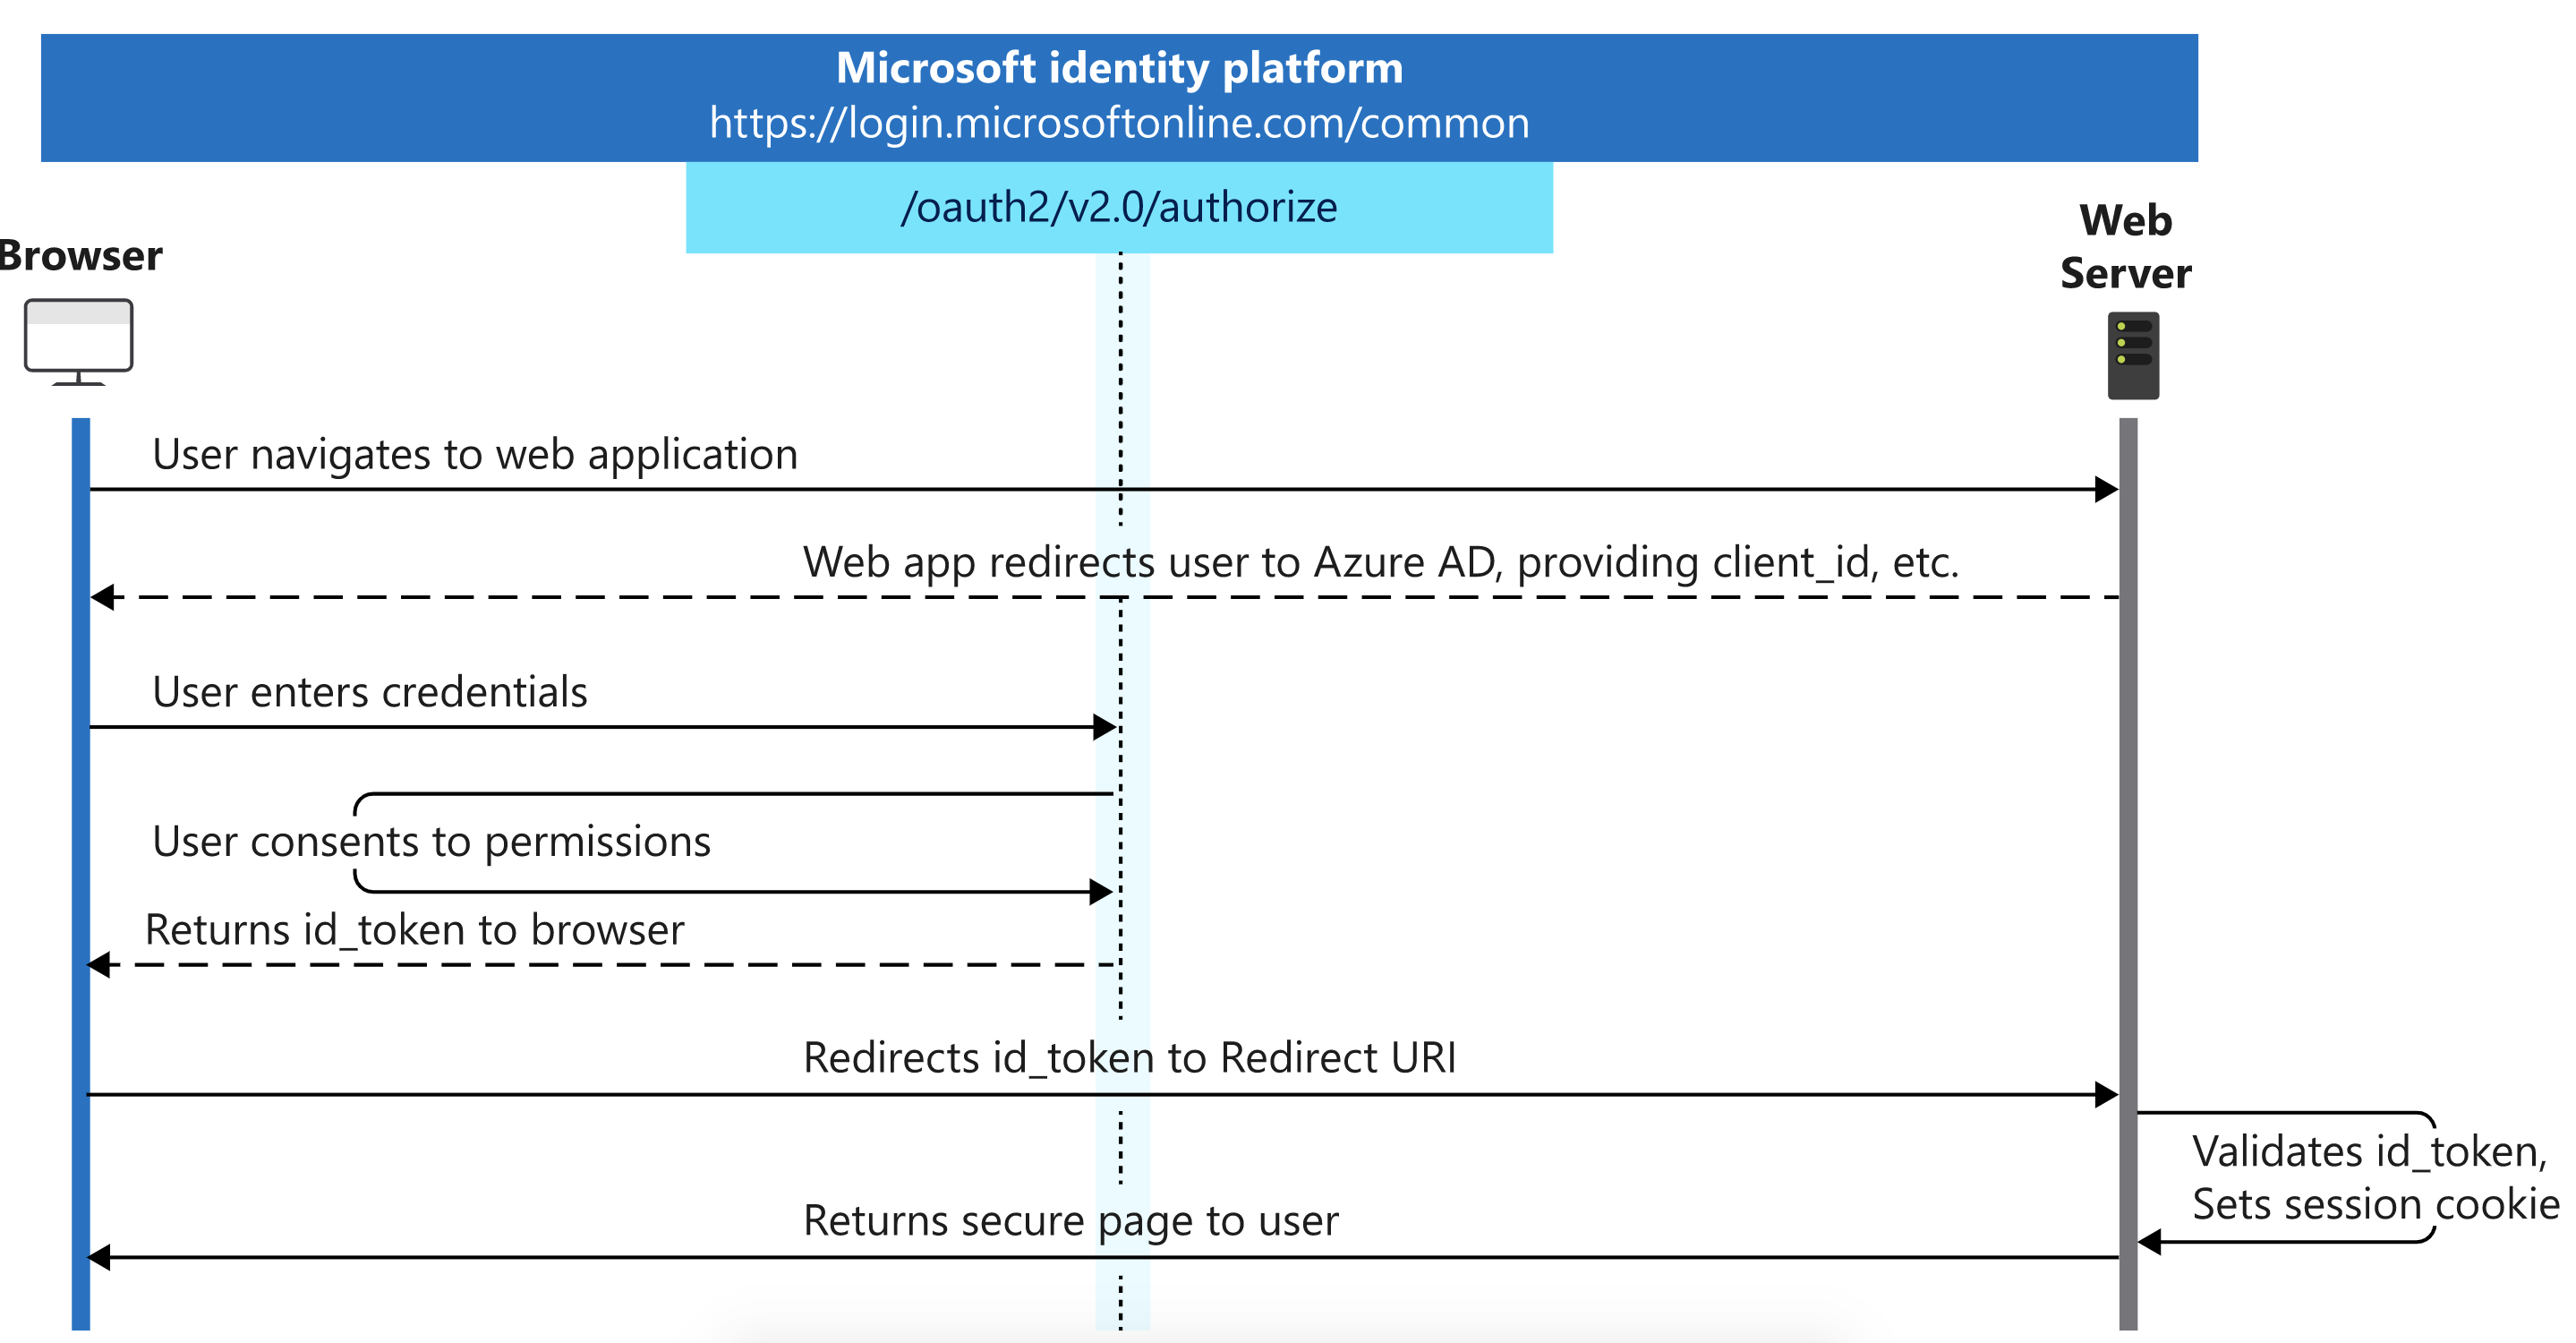 Microsoft identity platform
https://login.microsoftonline.com/common
/oauth2/v2.0/authorize
Browser
Web
Server
User navigates to web application
Web app redirects user to Azure AD, providing client_id, etc.
User enters credentials
User consents to permissions
Returns id_token to browser
Redirects id_token to Redirect URI
Validates id_token,
Sets session cookie
Returns secure page to user